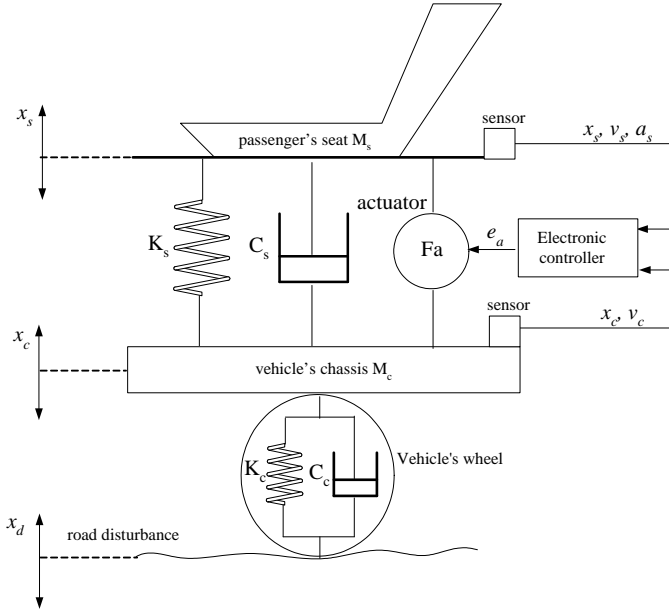 sensor
x_s
x_s, v_s, a_s
passenger's seat M_s
actuator
K_s
C_s
Fa
e_a
Electronic
controller
sensor
x_c, v_c
x_c
vehicle's chassis M_c
K_c
C_c
Vehicle's wheel
x_d
road disturbance